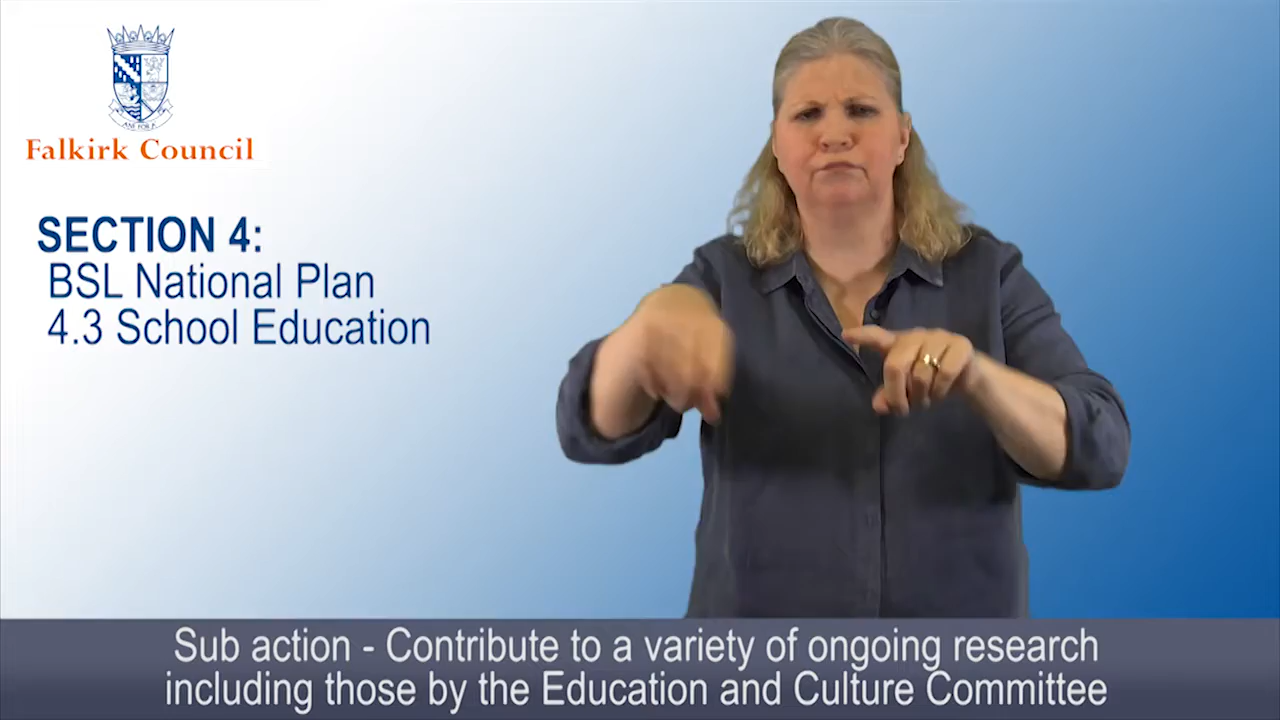 Falkirk Council
SECTION 4:
BSL National Plan
4.3 School Education
Sub action - Contribute to a variety of ongoing research
including those by the Education and Culture Committee